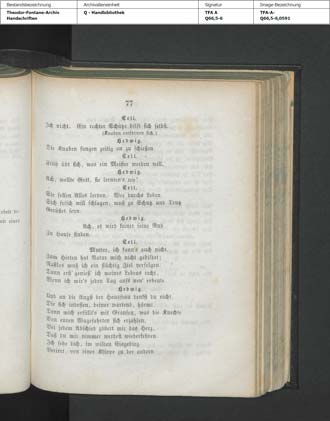 Bestandsbezeichnung Archivalieneinheit Signatur Image-Bezeichnung
Theodor-Fontane-Archiv Q - Handbibliothek TFA A TFA-A-
Handschriften Q66,5-6 Q66,5-6,0591
77
Tell.
Ich nicht. Ein rechter Schütze hilft sich selbst.
(Knaben entfernen sich.)
Hedwig.
Die Knaben fangen zeitig an zu schießen.
Tell.
Früh übt sich, was ein Meister werden will.
Hedwig.
Ach, wollte Gott, sie lernten's nie!
Tell.
Sie sollen Alles lernen. Wer durchs Leben
Sich frisch will schlagen, muß zu Schutz und Trutz
Gerüstet seyn.
Hedwig.
Ach, es wird keiner seine Ruh
Zu Hause finden.
Tell.
Mutter, ich kann's auch nicht.
Zum Hirten hat Natur mich nicht gebildet;
Rastlos muß ich ein flüchtig Ziel verfolgen.
Dann erst genieß ich meines Lebens recht,
Wenn ich mir's jeden Tag aufs neu' erbeute.
Hedwig.
Und an die Angst der Hausfrau denkst du nicht,
Die sich indessen, deiner wartend, härmt.
Denn mich erfüllt's mit Grausen, was die Knechte
Von euren Wagefahrten sich erzählen.
Bei jedem Abschied zittert mir das Herz,
Daß du mir nimmer werdest wiederkehren.
Ich sehe dich, im wilden Eisgebirg
Verirrt, von einer Klippe zu der andern